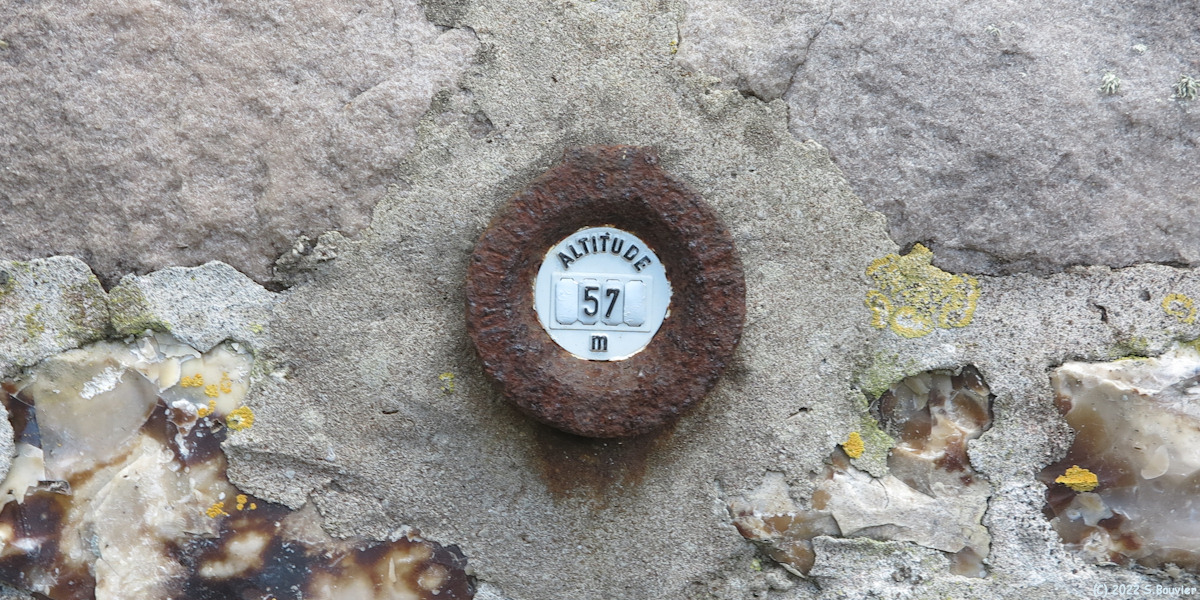 ALTITUDE
57
m
(c) 2022 S.Bouvier